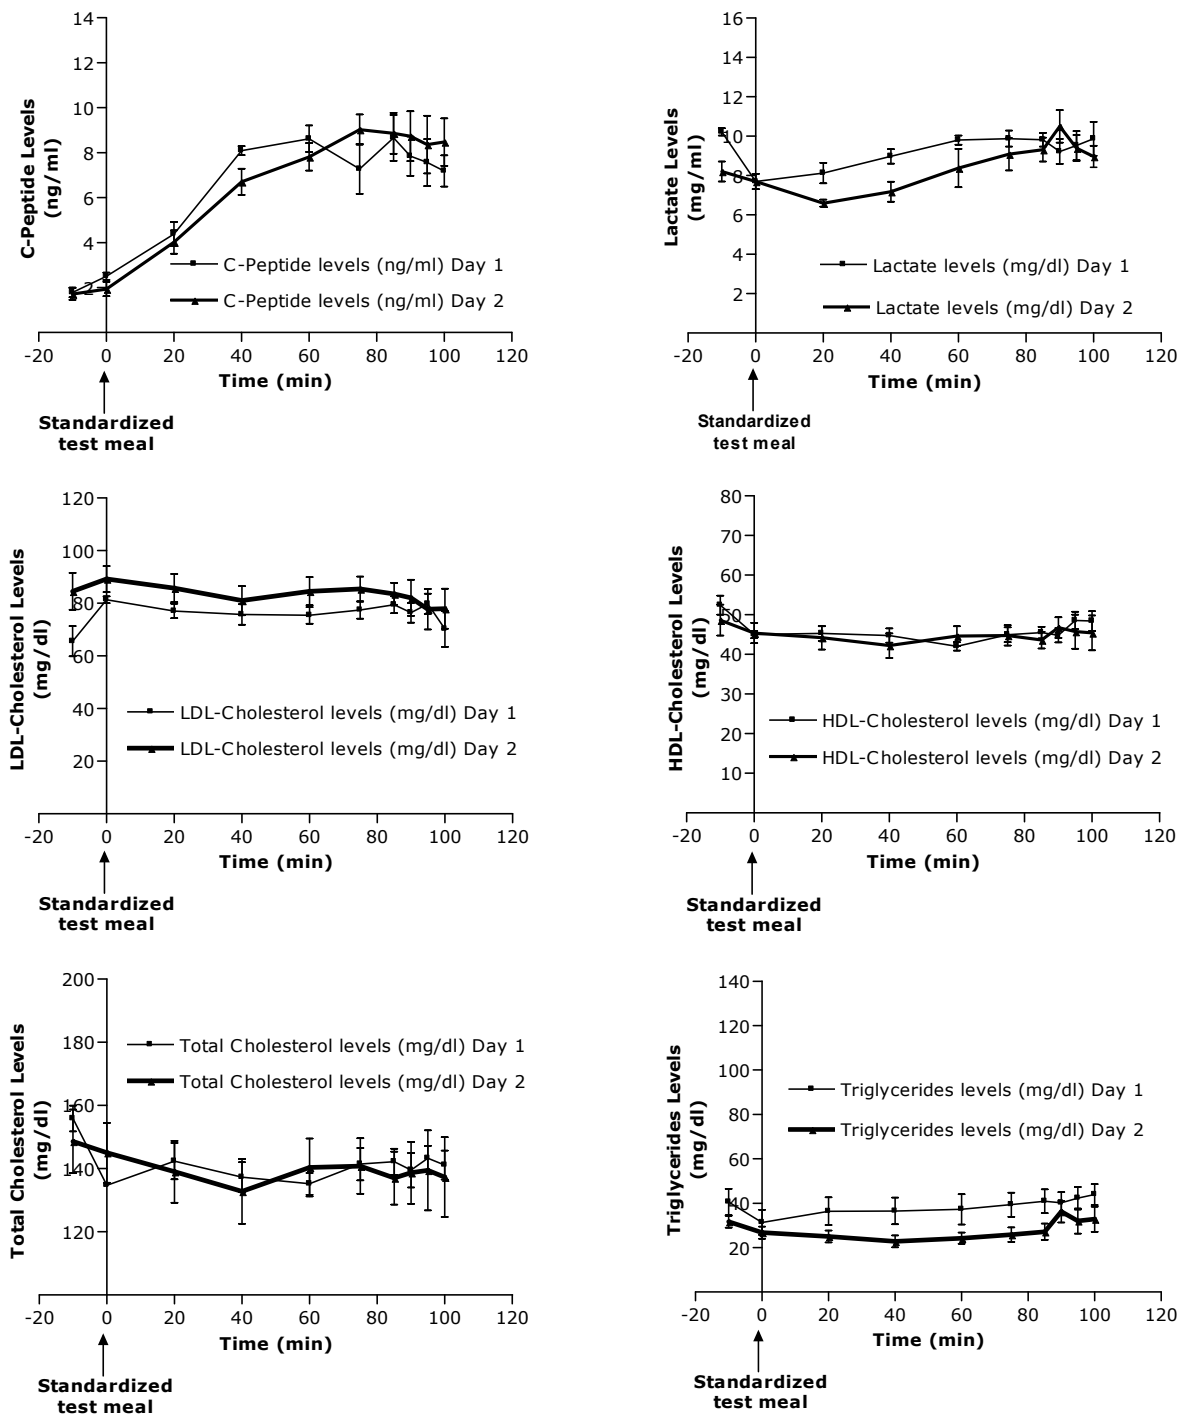 14
12
10
8
6
4
2
C-Peptide Levels
(ng/ml)
C-Peptide levels (ng/ml) Day 1
C-Peptide levels (ng/ml) Day 2
-20 0 20 40 60 80 100 120
Time (min)
Standardized
test meal
16
14
12
10
8
6
4
2
Lactate Levels
(mg/ml)
Lactate levels (mg/dl) Day 1
Lactate levels (mg/dl) Day 2
-20 0 20 40 60 80 100 120
Time (min)
Standardized
test meal
120
100
80
60
40
20
LDL-Cholesterol Levels
(mg/dl)
LDL-Cholesterol levels (mg/dl) Day 1
LDL-Cholesterol levels (mg/dl) Day 2
-20 0 20 40 60 80 100 120
Time (min)
Standardized
test meal
80
70
60
50
40
30
20
10
HDL-Cholesterol Levels
(mg/dl)
HDL-Cholesterol levels (mg/dl) Day 1
HDL-Cholesterol levels (mg/dl) Day 2
-20 0 20 40 60 80 100 120
Time (min)
Standardized
test meal
200
180
160
140
120
Total Cholesterol Levels
(mg/dl)
Total Cholesterol levels (mg/dl) Day 1
Total Cholesterol levels (mg/dl) Day 2
-20 0 20 40 60 80 100 120
Time (min)
Standardized
test meal
140
120
100
80
60
40
20
Triglycerides Levels
(mg/dl)
Triglycerides levels (mg/dl) Day 1
Triglycerides levels (mg/dl) Day 2
-20 0 20 40 60 80 100 120
Time (min)
Standardized
test meal